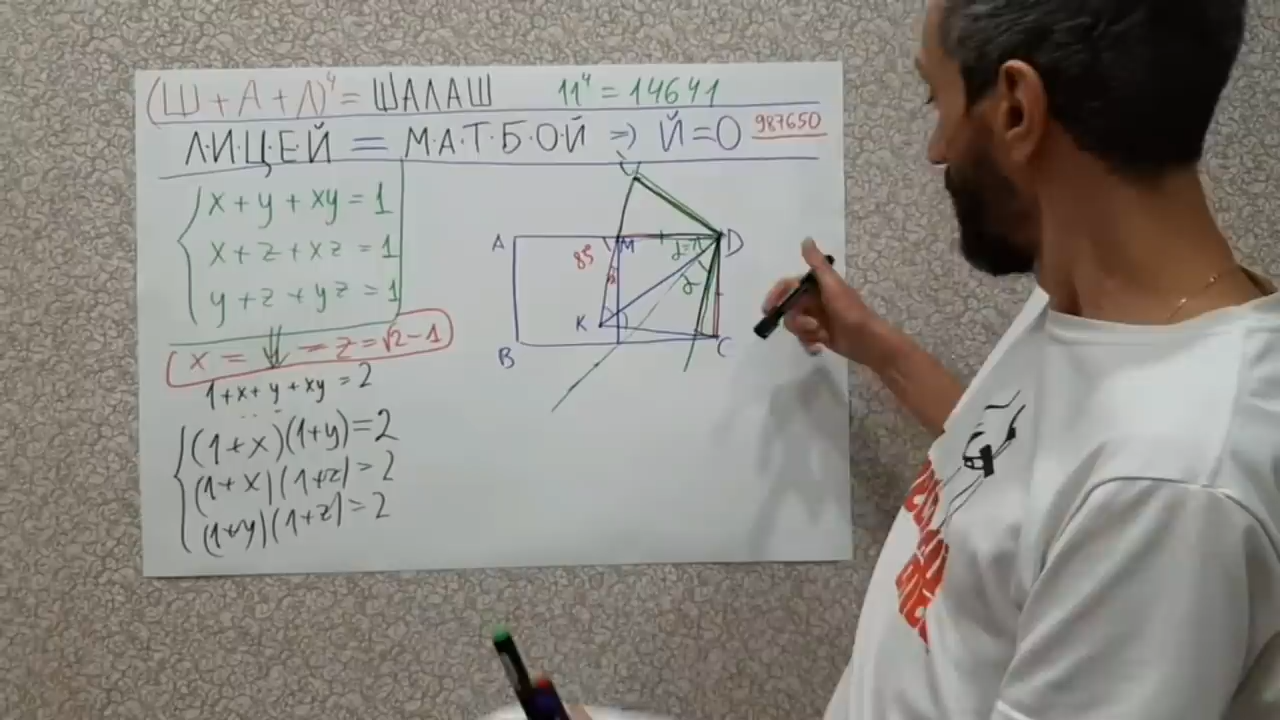 (Ш+А+Л)⁴ = ШАЛАШ 11⁴ = 14641
Л·И·Ц·Е·Й = М·А·Т·Б·О·Й ⇒ Й=0 987650
x + y + xy = 1
x + z + xz = 1
y + z + yz = 1
x = = z = √2 − 1
1+x+y+xy = 2
(1+x)(1+y) = 2
(1+x)(1+z) = 2
(1+y)(1+z) = 2
A
M
D
85
K
B
C